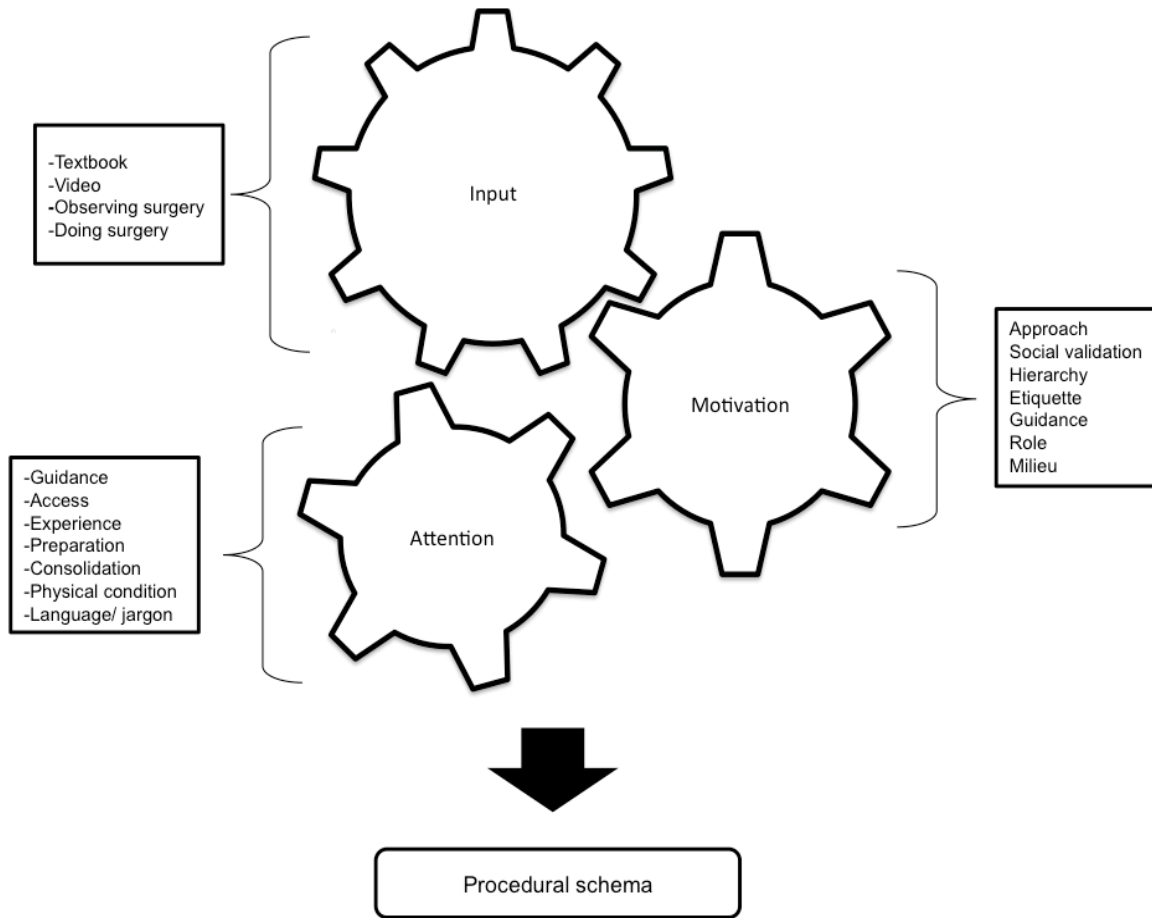 -Textbook
-Video
-Observing surgery
-Doing surgery
Input
Motivation
Approach
Social validation
Hierarchy
Etiquette
Guidance
Role
Milieu
-Guidance
-Access
-Experience
-Preparation
-Consolidation
-Physical condition
-Language/ jargon
Attention
Procedural schema